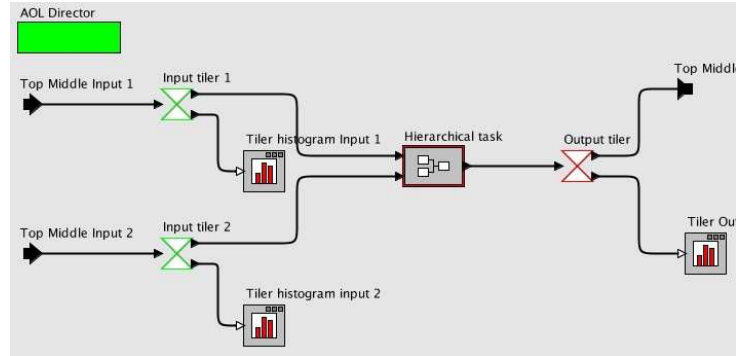 AOL Director
Top Middle Input 1
Input tiler 1
Tiler histogram Input 1
Hierarchical task
Output tiler
Top Middle
Top Middle Input 2
Input tiler 2
Tiler Out
Tiler histogram input 2